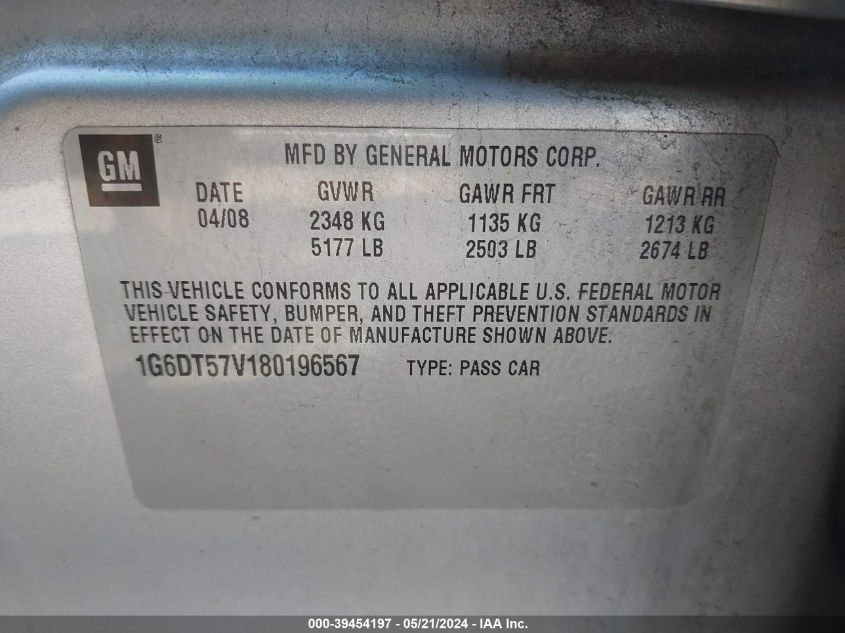 GM ®
MFD BY GENERAL MOTORS CORP.
DATE GVWR GAWR FRT GAWR RR
04/08 2348 KG 1135 KG 1213 KG
5177 LB 2503 LB 2674 LB
THIS VEHICLE CONFORMS TO ALL APPLICABLE U.S. FEDERAL MOTOR
VEHICLE SAFETY, BUMPER, AND THEFT PREVENTION STANDARDS IN
EFFECT ON THE DATE OF MANUFACTURE SHOWN ABOVE.
1G6DT57V180196567 TYPE: PASS CAR
000-39454197 - 05/21/2024 - IAA Inc.